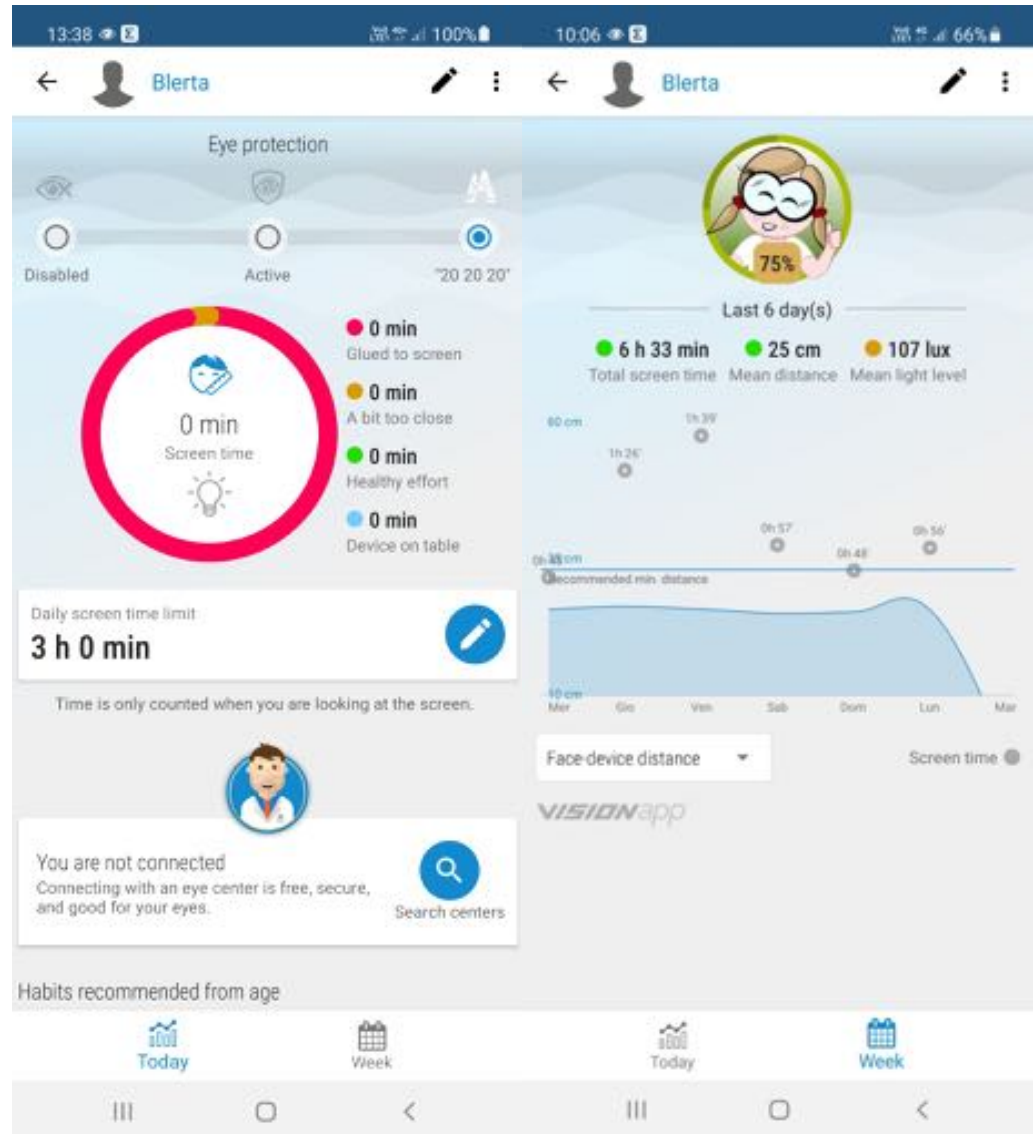 13:38
100%
Blerta
Eye protection
Disabled
Active
"20 20 20"
0 min
Screen time
0 min
Glued to screen
0 min
A bit too close
0 min
Healthy effort
0 min
Device on table
Daily screen time limit
3 h 0 min
Time is only counted when you are looking at the screen.
You are not connected
Connecting with an eye center is free, secure,
and good for your eyes.
Search centers
Habits recommended from age
Today
Week
10:06
66%
Blerta
75%
Last 6 day(s)
6 h 33 min
Total screen time
25 cm
Mean distance
107 lux
Mean light level
60 cm
1h 39'
1h 26'
0h 57'
0h 48'
0h 56'
Recommended min. distance
10 cm
Mer
Gio
Ven
Sab
Dom
Lun
Mar
Face-device distance
Screen time
VISIONapp
Today
Week